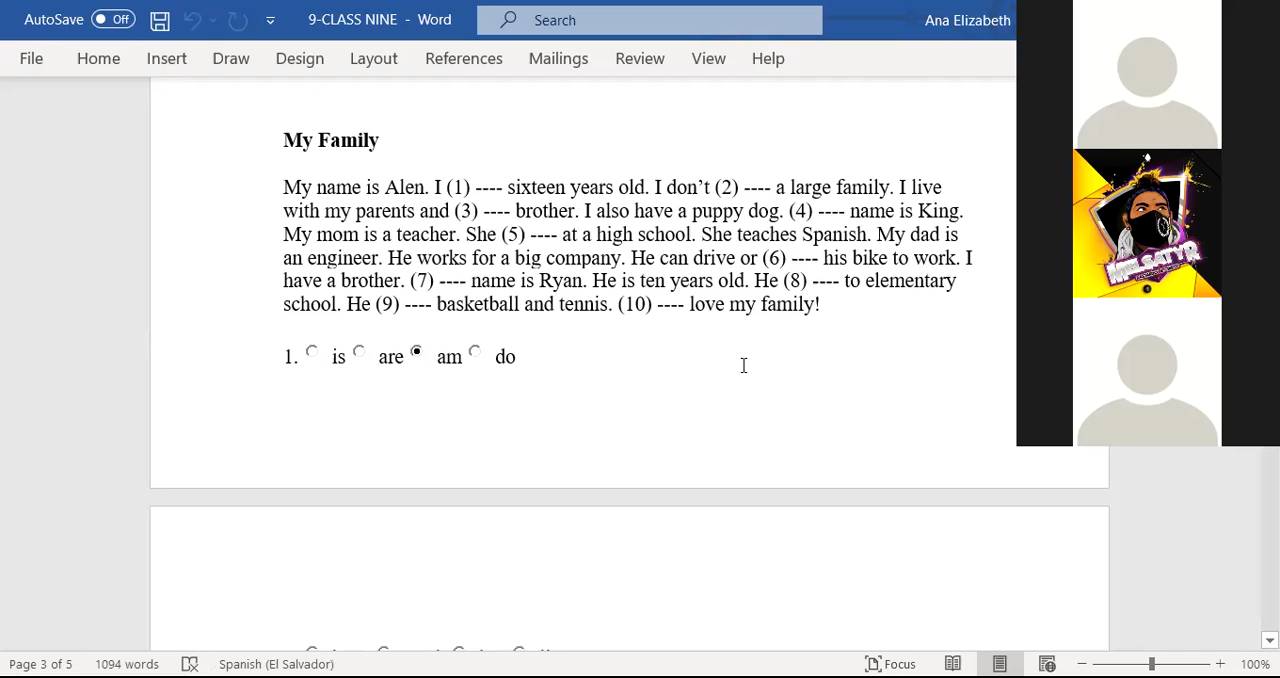 AutoSave Off 9-CLASS NINE - Word Search Ana Elizabeth
File Home Insert Draw Design Layout References Mailings Review View Help
My Family
My name is Alen. I (1) ---- sixteen years old. I don't (2) ---- a large family. I live
with my parents and (3) ---- brother. I also have a puppy dog. (4) ---- name is King.
My mom is a teacher. She (5) ---- at a high school. She teaches Spanish. My dad is
an engineer. He works for a big company. He can drive or (6) ---- his bike to work. I
have a brother. (7) ---- name is Ryan. He is ten years old. He (8) ---- to elementary
school. He (9) ---- basketball and tennis. (10) ---- love my family!
1. is are am do
MELSATYR
Page 3 of 5 1094 words Spanish (El Salvador) Focus 100%